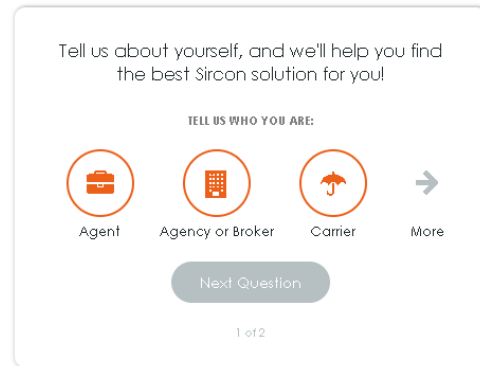 Tell us about yourself, and we'll help you find
the best Sircon solution for you!
TELL US WHO YOU ARE:
Agent
Agency or Broker
Carrier
More
Next Question
1 of 2